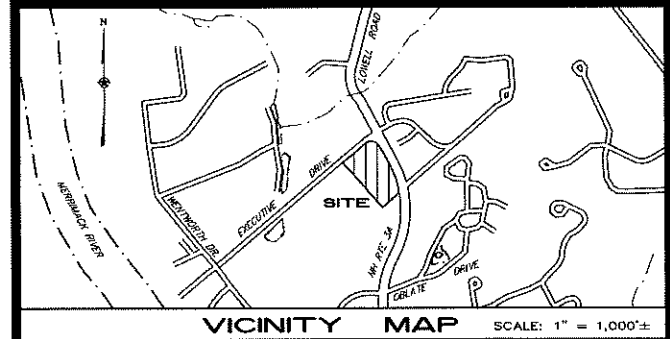 N
LOWELL ROAD
MERRIMACK RIVER
WENTWORTH DR.
EXECUTIVE DRIVE
SITE
NH RTE 3A
OBLATE DRIVE
VICINITY MAP
SCALE: 1" = 1,000'±